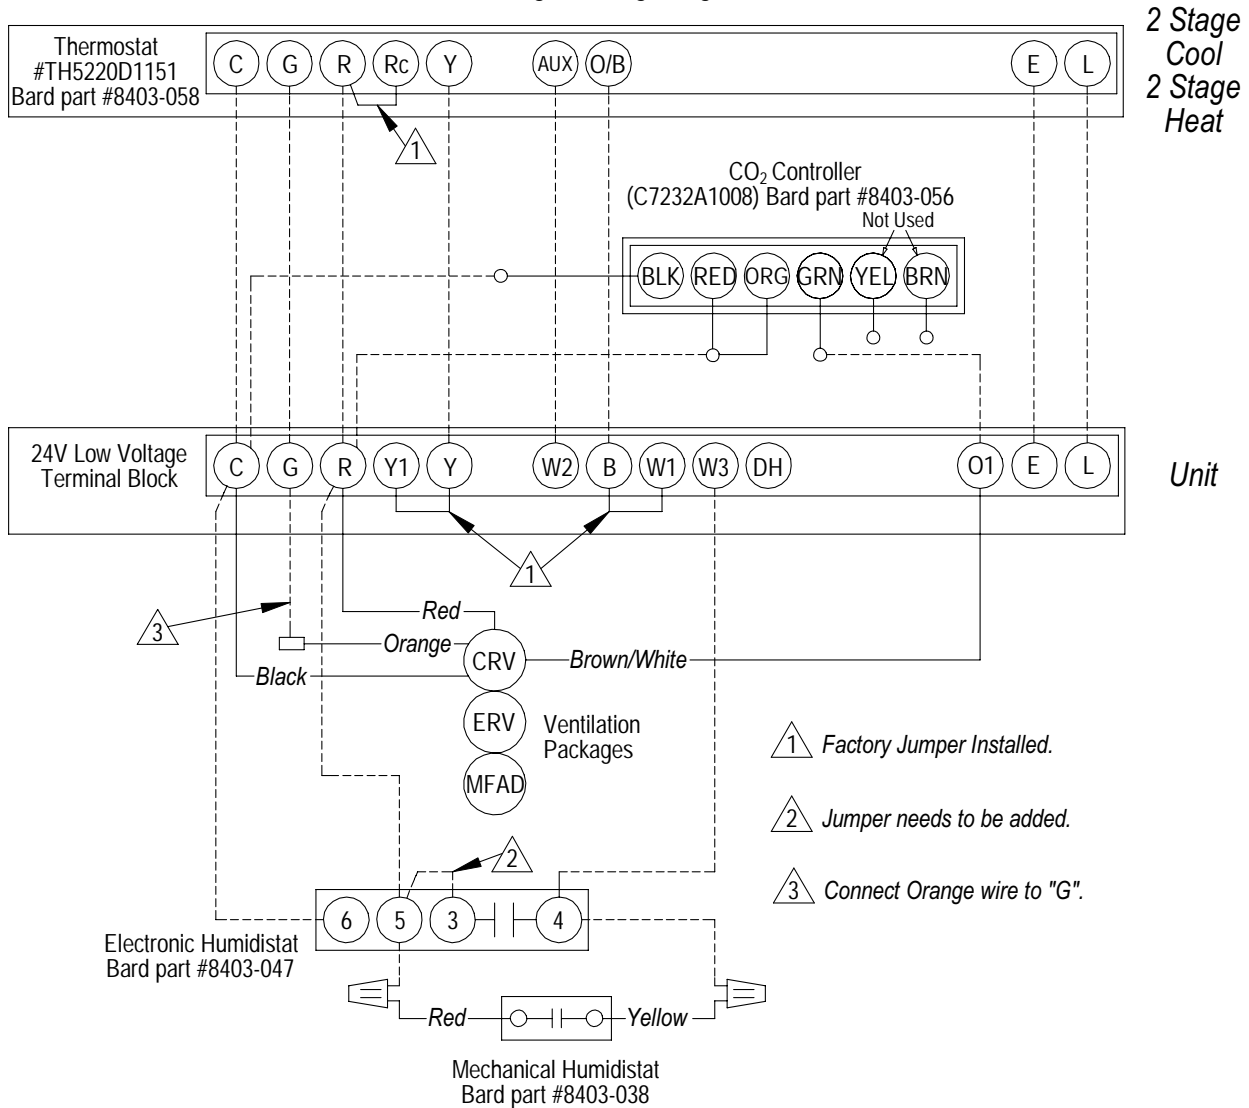 2 Stage
Cool
2 Stage
Heat
Thermostat
#TH5220D1151
Bard part #8403-058
C G R Rc Y AUX O/B E L
1
CO2 Controller
(C7232A1008) Bard part #8403-056
Not Used
BLK RED ORG GRN YEL BRN
24V Low Voltage
Terminal Block
C G R Y1 Y W2 B W1 W3 DH O1 E L
Unit
1
3
Red
Orange
Black
CRV
Brown/White
ERV
MFAD
Ventilation
Packages
1 Factory Jumper Installed.
2 Jumper needs to be added.
3 Connect Orange wire to "G".
2
6 5 3 4
Electronic Humidistat
Bard part #8403-047
Red
Yellow
Mechanical Humidistat
Bard part #8403-038